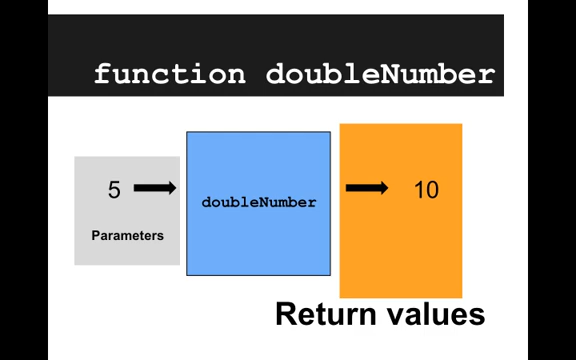 function doubleNumber
5
doubleNumber
10
Parameters
Return values